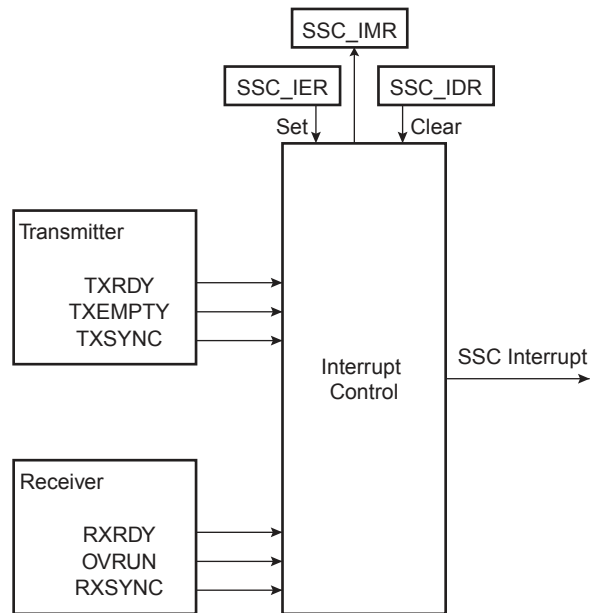 SSC_IMR
SSC_IER
SSC_IDR
Set
Clear
Transmitter
TXRDY
TXEMPTY
TXSYNC
Interrupt
Control
SSC Interrupt
Receiver
RXRDY
OVRUN
RXSYNC